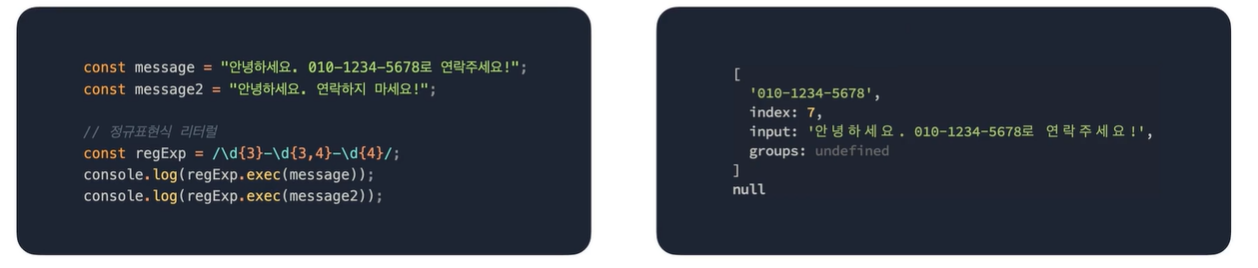 const message = "안녕하세요. 010-1234-5678로 연락주세요!";
const message2 = "안녕하세요. 연락하지 마세요!";
// 정규표현식 리터럴
const regExp = /\d{3}-\d{3,4}-\d{4}/;
console.log(regExp.exec(message));
console.log(regExp.exec(message2));
[
'010-1234-5678',
index: 7,
input: '안녕하세요. 010-1234-5678로 연락주세요!',
groups: undefined
]
null